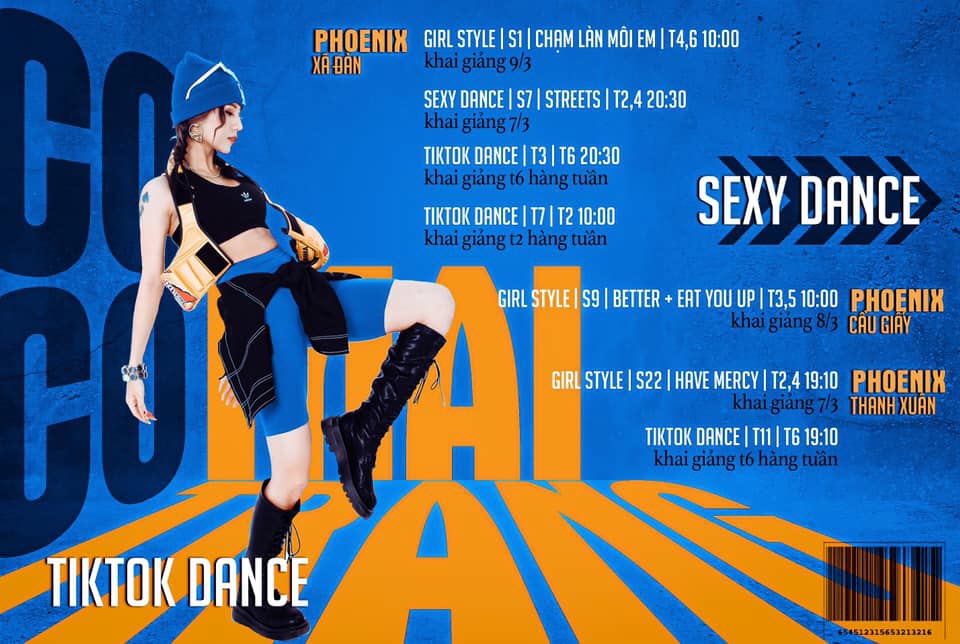 CO
CO
PHOENIX
XÃ ĐÀN
GIRL STYLE | S1 | CHẠM LÀN MÔI EM | T4,6 10:00
khai giảng 9/3
SEXY DANCE | S7 | STREETS | T2,4 20:30
khai giảng 7/3
TIKTOK DANCE | T3 | T6 20:30
khai giảng t6 hàng tuần
TIKTOK DANCE | T7 | T2 10:00
khai giảng t2 hàng tuần
SEXY DANCE
MAI
TRANG
GIRL STYLE | S9 | BETTER + EAT YOU UP | T3,5 10:00
khai giảng 8/3
PHOENIX
CẦU GIẤY
GIRL STYLE | S22 | HAVE MERCY | T2,4 19:10
khai giảng 7/3
PHOENIX
THANH XUÂN
TIKTOK DANCE | T11 | T6 19:10
khai giảng t6 hàng tuần
TIKTOK DANCE
654512315653213216